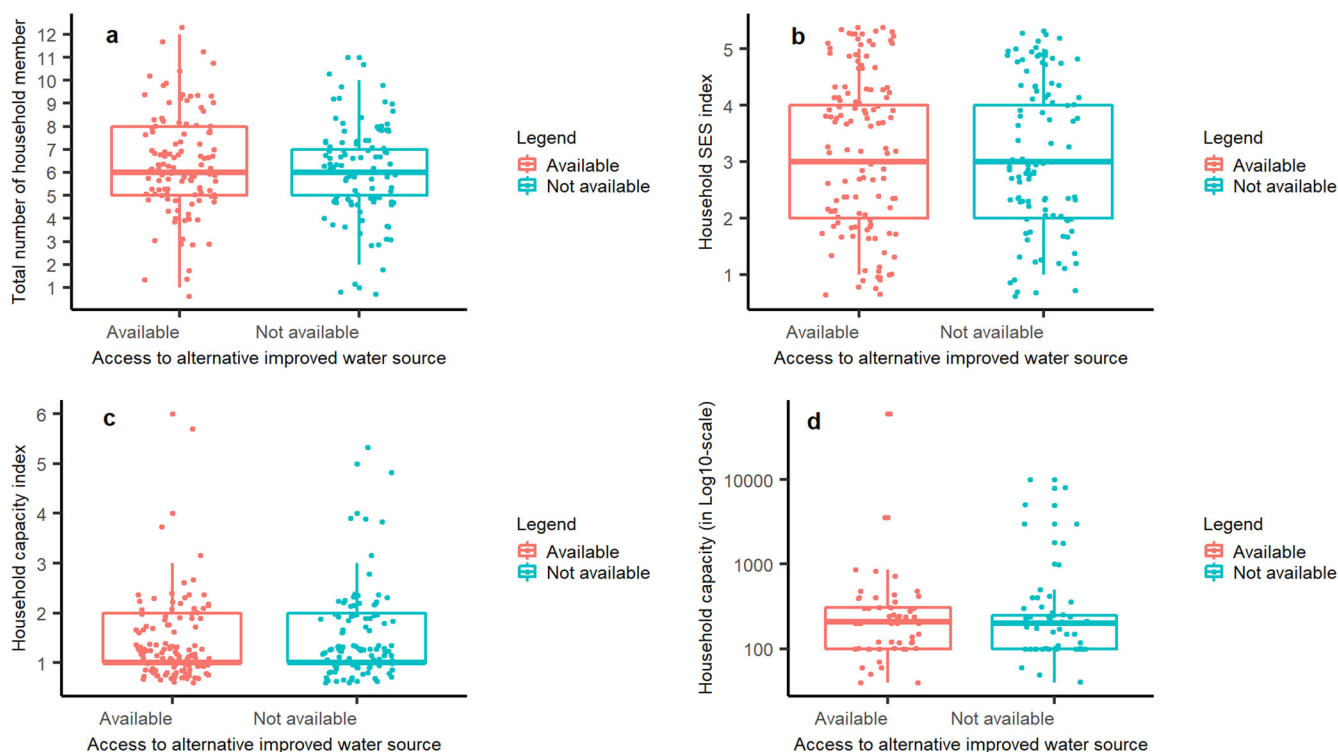 a
Total number of household member
12
11
10
9
8
7
6
5
4
3
2
1
Available
Not available
Access to alternative improved water source
Legend
Available
Not available
b
Household SES index
5
4
3
2
1
Available
Not available
Access to alternative improved water source
Legend
Available
Not available
c
Household capacity index
6
5
4
3
2
1
Available
Not available
Access to alternative improved water source
Legend
Available
Not available
d
Household capacity (in Log10-scale)
10000
1000
100
Available
Not available
Access to alternative improved water source
Legend
Available
Not available